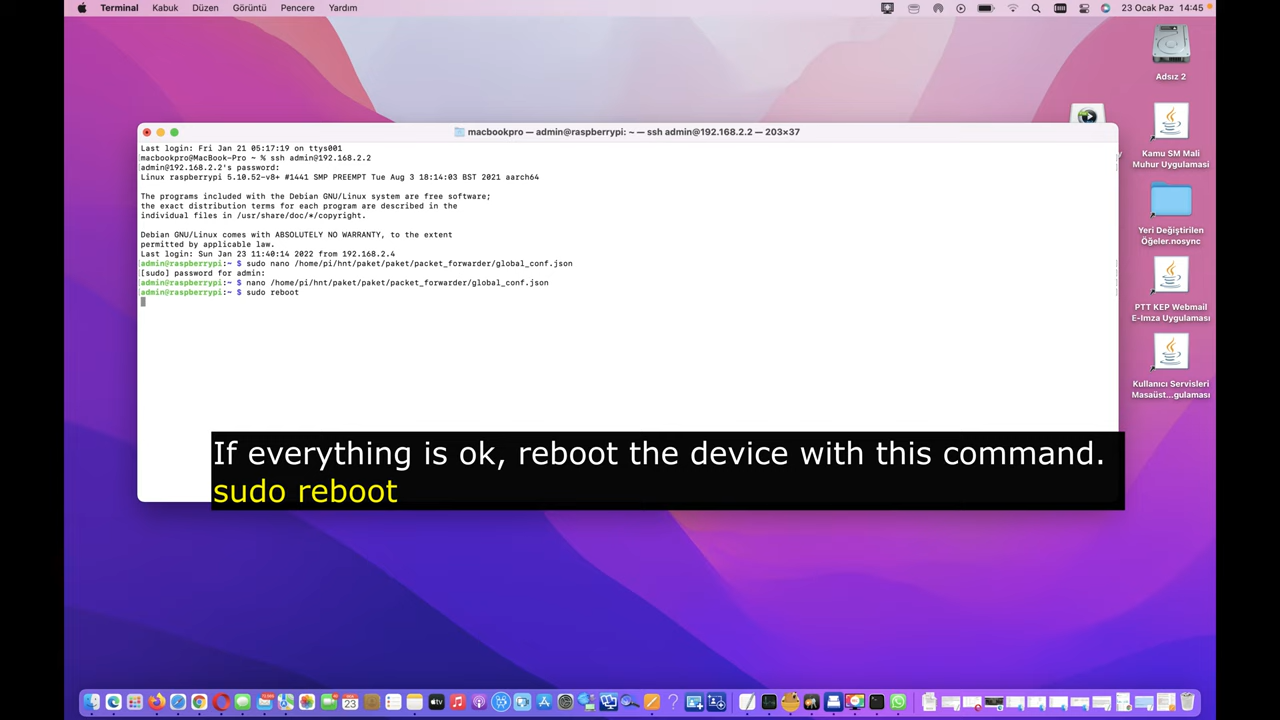 Terminal Kabuk Düzen Görüntü Pencere Yardım
23 Ocak Paz 14:45
Adsız 2
macbookpro — admin@raspberrypi: ~ — ssh admin@192.168.2.2 — 203×37
Last login: Fri Jan 21 05:17:19 on ttys001
macbookpro@MacBook-Pro ~ % ssh admin@192.168.2.2
admin@192.168.2.2's password:
Linux raspberrypi 5.10.52-v8+ #1441 SMP PREEMPT Tue Aug 3 18:14:03 BST 2021 aarch64
The programs included with the Debian GNU/Linux system are free software;
the exact distribution terms for each program are described in the
individual files in /usr/share/doc/*/copyright.
Debian GNU/Linux comes with ABSOLUTELY NO WARRANTY, to the extent
permitted by applicable law.
Last login: Sun Jan 23 11:40:14 2022 from 192.168.2.4
admin@raspberrypi:~ $ sudo nano /home/pi/hnt/paket/paket/packet_forwarder/global_conf.json
[sudo] password for admin:
admin@raspberrypi:~ $ nano /home/pi/hnt/paket/paket/packet_forwarder/global_conf.json
admin@raspberrypi:~ $ sudo reboot
Kamu SM Mali
Muhur Uygulaması
Yeri Değiştirilen
Öğeler.nosync
PTT KEP Webmail
E-Imza Uygulaması
Kullanıcı Servisleri
Masaüst...gulaması
If everything is ok, reboot the device with this command.
sudo reboot
23